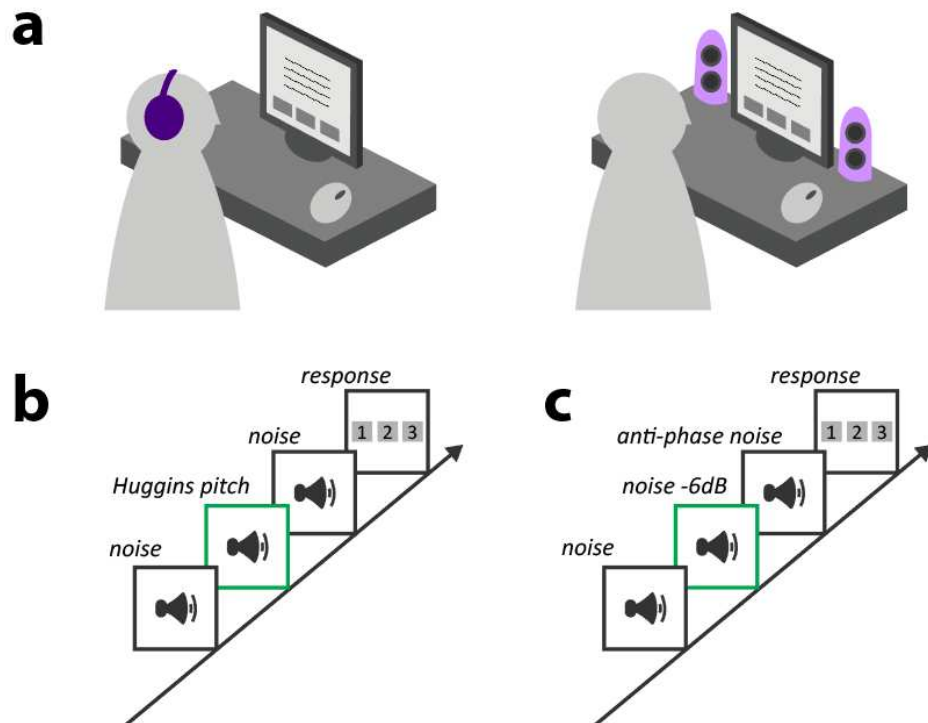 a
b
response
1 2 3
noise
Huggins pitch
noise
c
response
1 2 3
anti-phase noise
noise -6dB
noise